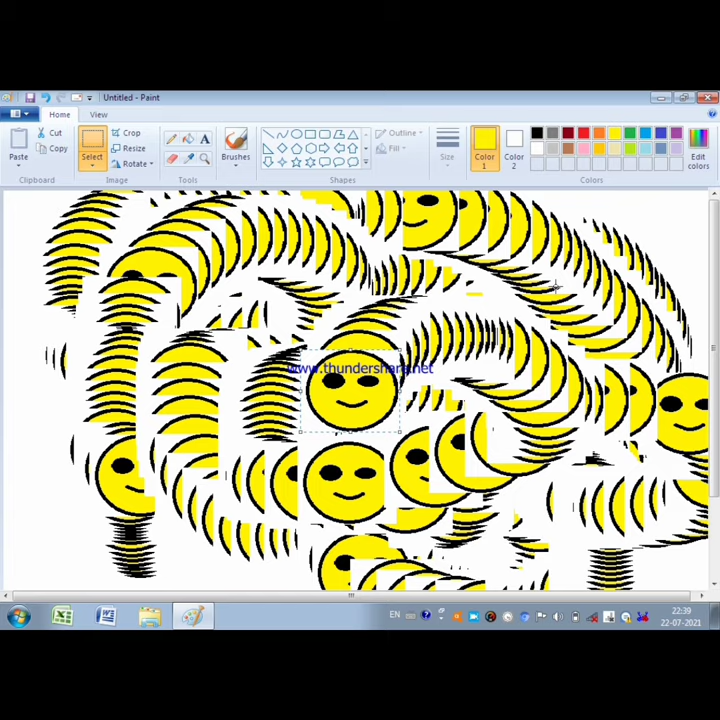 Untitled - Paint
Home View
Cut
Copy
Paste
Clipboard
Crop
Resize
Rotate
Select
Image
A
Tools
Brushes
Outline
Fill
Shapes
Size
Color
1
Color
2
Edit
colors
Colors
www.thundershare.net
EN
22:39
22-07-2021